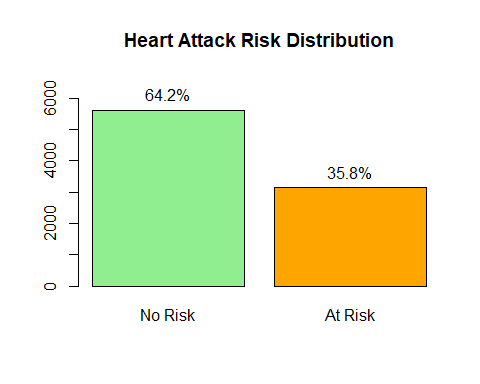 Heart Attack Risk Distribution
64.2%
35.8%
6000
4000
2000
0
No Risk
At Risk